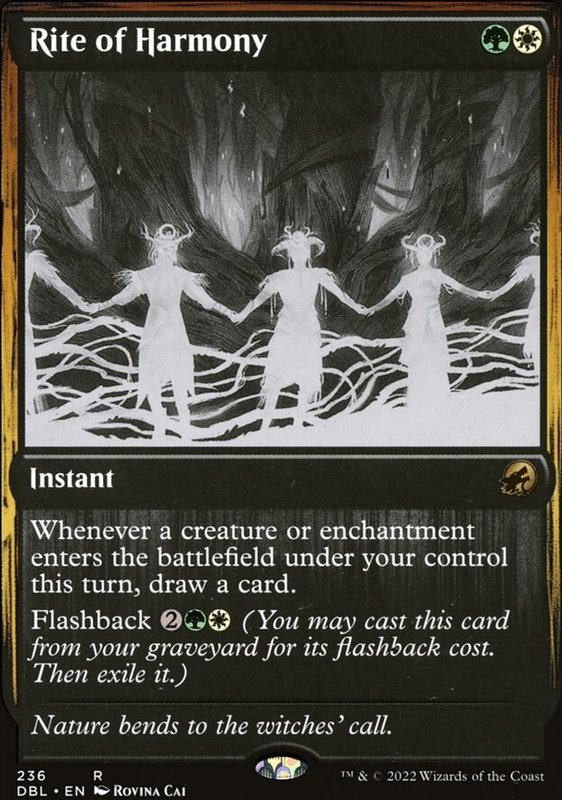 Rite of Harmony
Instant
Whenever a creature or enchantment
enters the battlefield under your control
this turn, draw a card.
Flashback 2 (You may cast this card
from your graveyard for its flashback cost.
Then exile it.)
Nature bends to the witches' call.
236 R
DBL • EN Rovina Cai
™ & © 2022 Wizards of the Coast